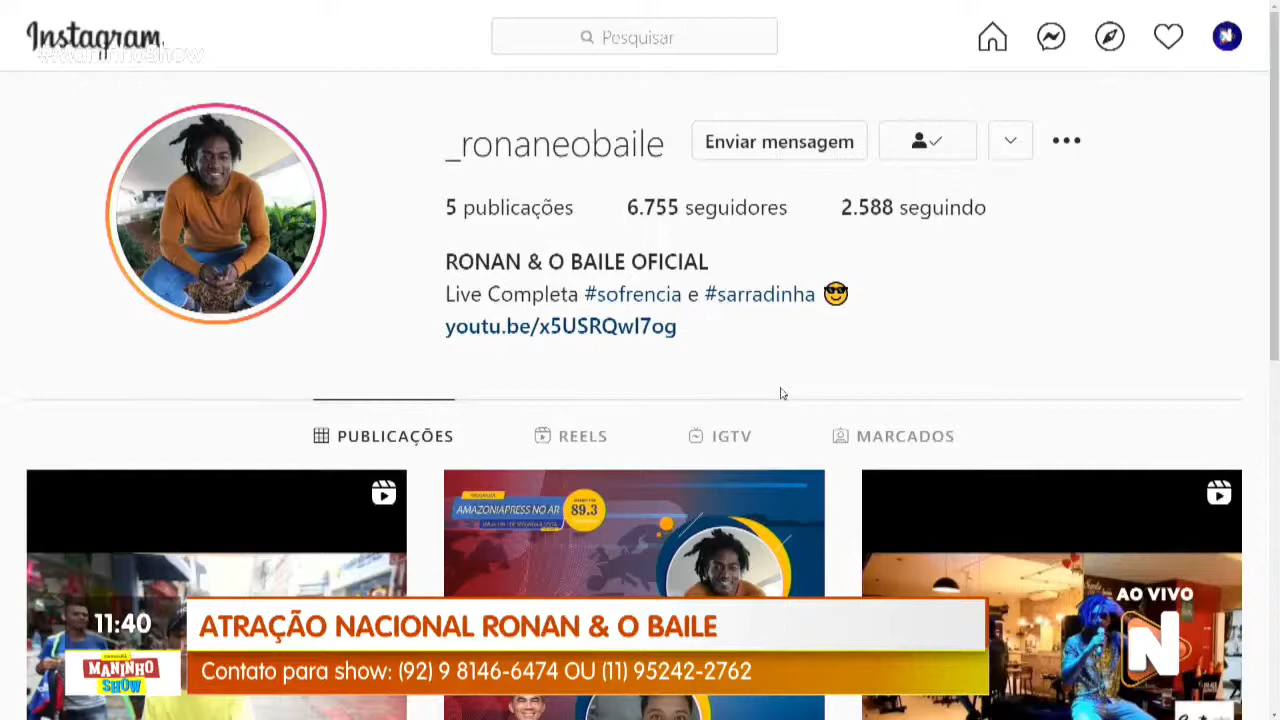 Instagram
#ManinhoShow
Pesquisar
_ronaneobaile
Enviar mensagem
5 publicações 6.755 seguidores 2.588 seguindo
RONAN & O BAILE OFICIAL
Live Completa #sofrencia e #sarradinha
youtu.be/x5USRQwI7og
PUBLICAÇÕES REELS IGTV MARCADOS
AMAZONIAPRESS NO AR
89.3
AO VIVO
N
11:40
MANINHO
SHOW
ATRAÇÃO NACIONAL RONAN & O BAILE
Contato para show: (92) 9 8146-6474 OU (11) 95242-2762